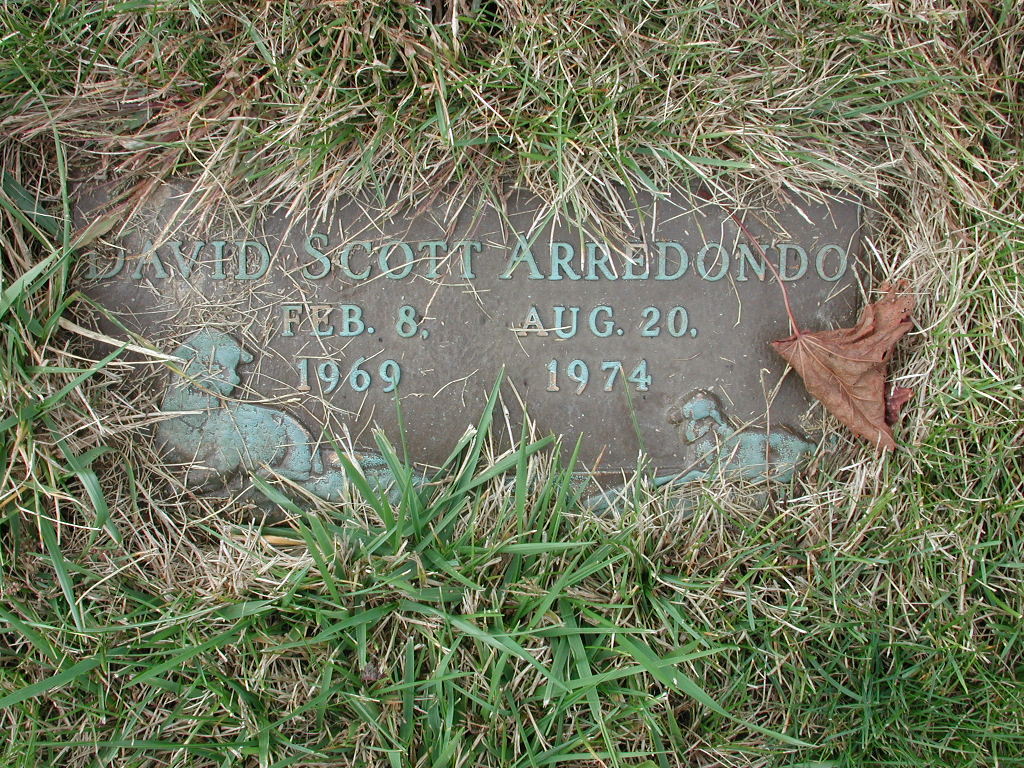 DAVID SCOTT ARREDONDO
FEB. 8, AUG. 20,
1969 1974